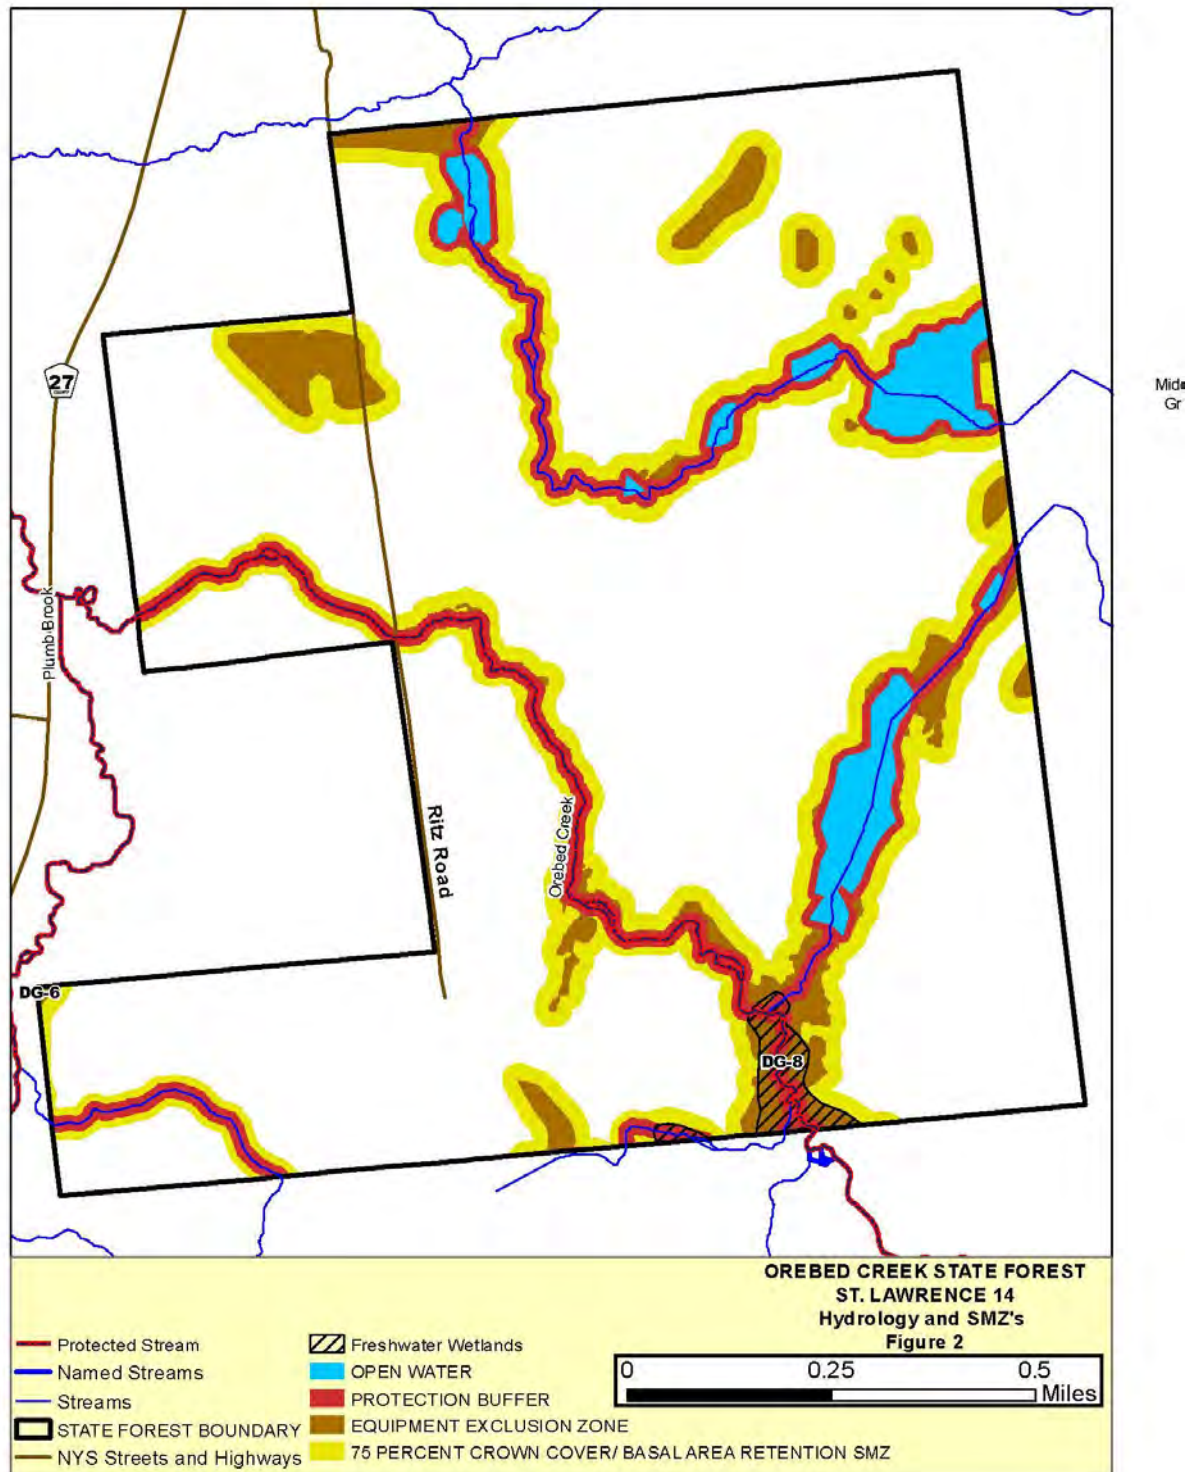 27
COUNTY
Mid
Gr
Plumb Brook
Ritz Road
Orebed Creek
DG-6
DG-8
OREBED CREEK STATE FOREST
ST. LAWRENCE 14
Hydrology and SMZ's
Figure 2
Protected Stream
Named Streams
Streams
STATE FOREST BOUNDARY
NYS Streets and Highways
Freshwater Wetlands
OPEN WATER
PROTECTION BUFFER
EQUIPMENT EXCLUSION ZONE
75 PERCENT CROWN COVER/ BASAL AREA RETENTION SMZ
0 0.25 0.5
Miles